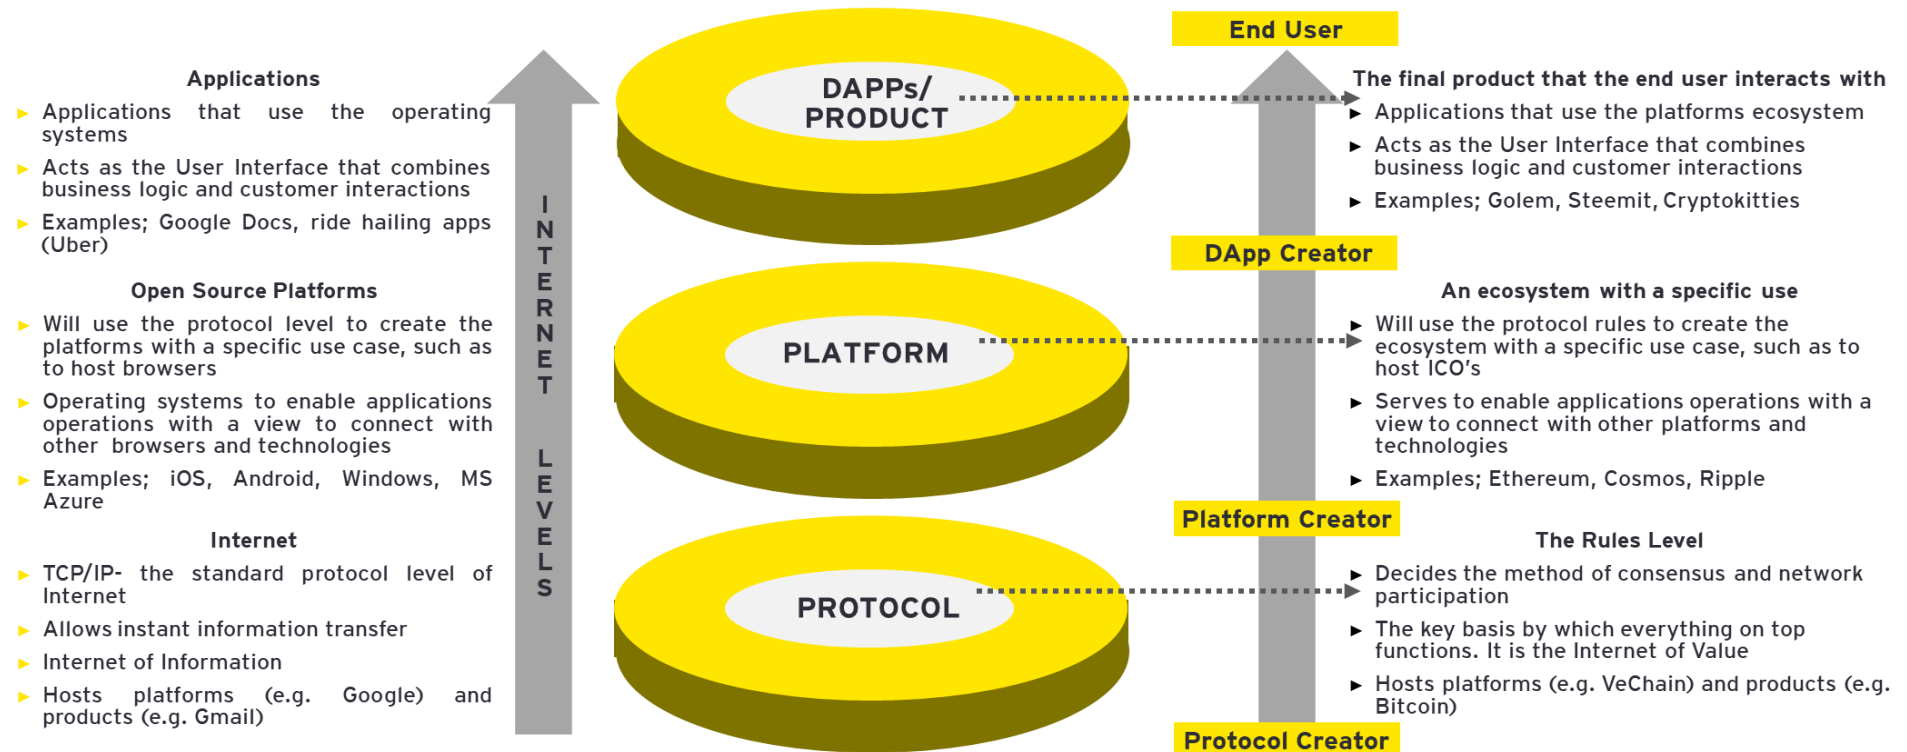 Applications
Applications that use the operating
systems
Acts as the User Interface that combines
business logic and customer interactions
Examples; Google Docs, ride hailing apps
(Uber)
Open Source Platforms
Will use the protocol level to create the
platforms with a specific use case, such as
to host browsers
Operating systems to enable applications
operations with a view to connect with
other browsers and technologies
Examples; iOS, Android, Windows, MS
Azure
Internet
TCP/IP- the standard protocol level of
Internet
Allows instant information transfer
Internet of Information
Hosts platforms (e.g. Google) and
products (e.g. Gmail)
INTERNET LEVELS
DAPPs/
PRODUCT
PLATFORM
PROTOCOL
End User
DApp Creator
Platform Creator
Protocol Creator
The final product that the end user interacts with
Applications that use the platforms ecosystem
Acts as the User Interface that combines
business logic and customer interactions
Examples; Golem, Steemit, Cryptokitties
An ecosystem with a specific use
Will use the protocol rules to create the
ecosystem with a specific use case, such as to
host ICO's
Serves to enable applications operations with a
view to connect with other platforms and
technologies
Examples; Ethereum, Cosmos, Ripple
The Rules Level
Decides the method of consensus and network
participation
The key basis by which everything on top
functions. It is the Internet of Value
Hosts platforms (e.g. VeChain) and products (e.g.
Bitcoin)